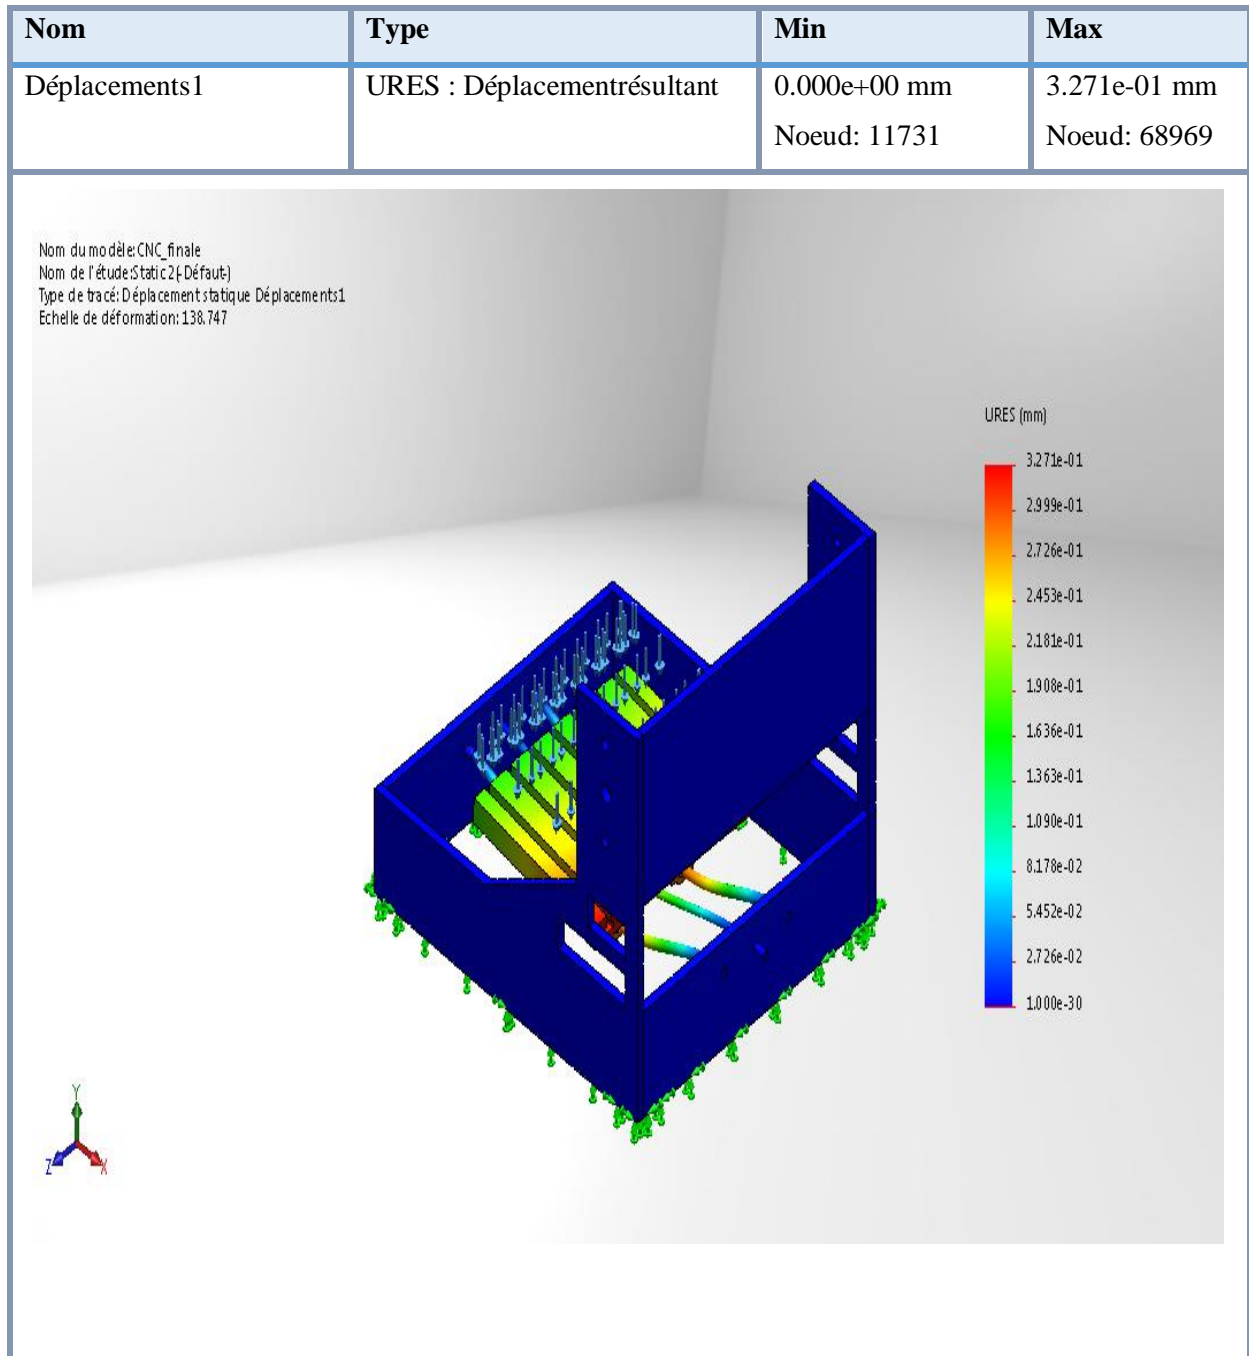 Nom Type Min Max
Déplacements1 URES : Déplacementrésultant 0.000e+00 mm 3.271e-01 mm
Noeud: 11731 Noeud: 68969
Nom du modèle:CNC_finale
Nom de l'étude:Static 2(-Défaut-)
Type de tracé: Déplacement statique Déplacements1
Echelle de déformation: 138.747
URES (mm)
3.271e-01
2.999e-01
2.726e-01
2.453e-01
2.181e-01
1.908e-01
1.636e-01
1.363e-01
1.090e-01
8.178e-02
5.452e-02
2.726e-02
1.000e-30
Y
Z X